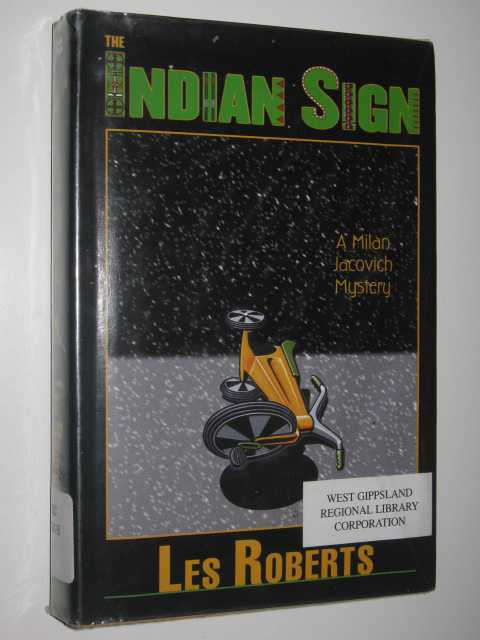 THE
INDIAN SIGN
A Milan
Jacovich
Mystery
WEST GIPPSLAND
REGIONAL LIBRARY
CORPORATION
LES ROBERTS